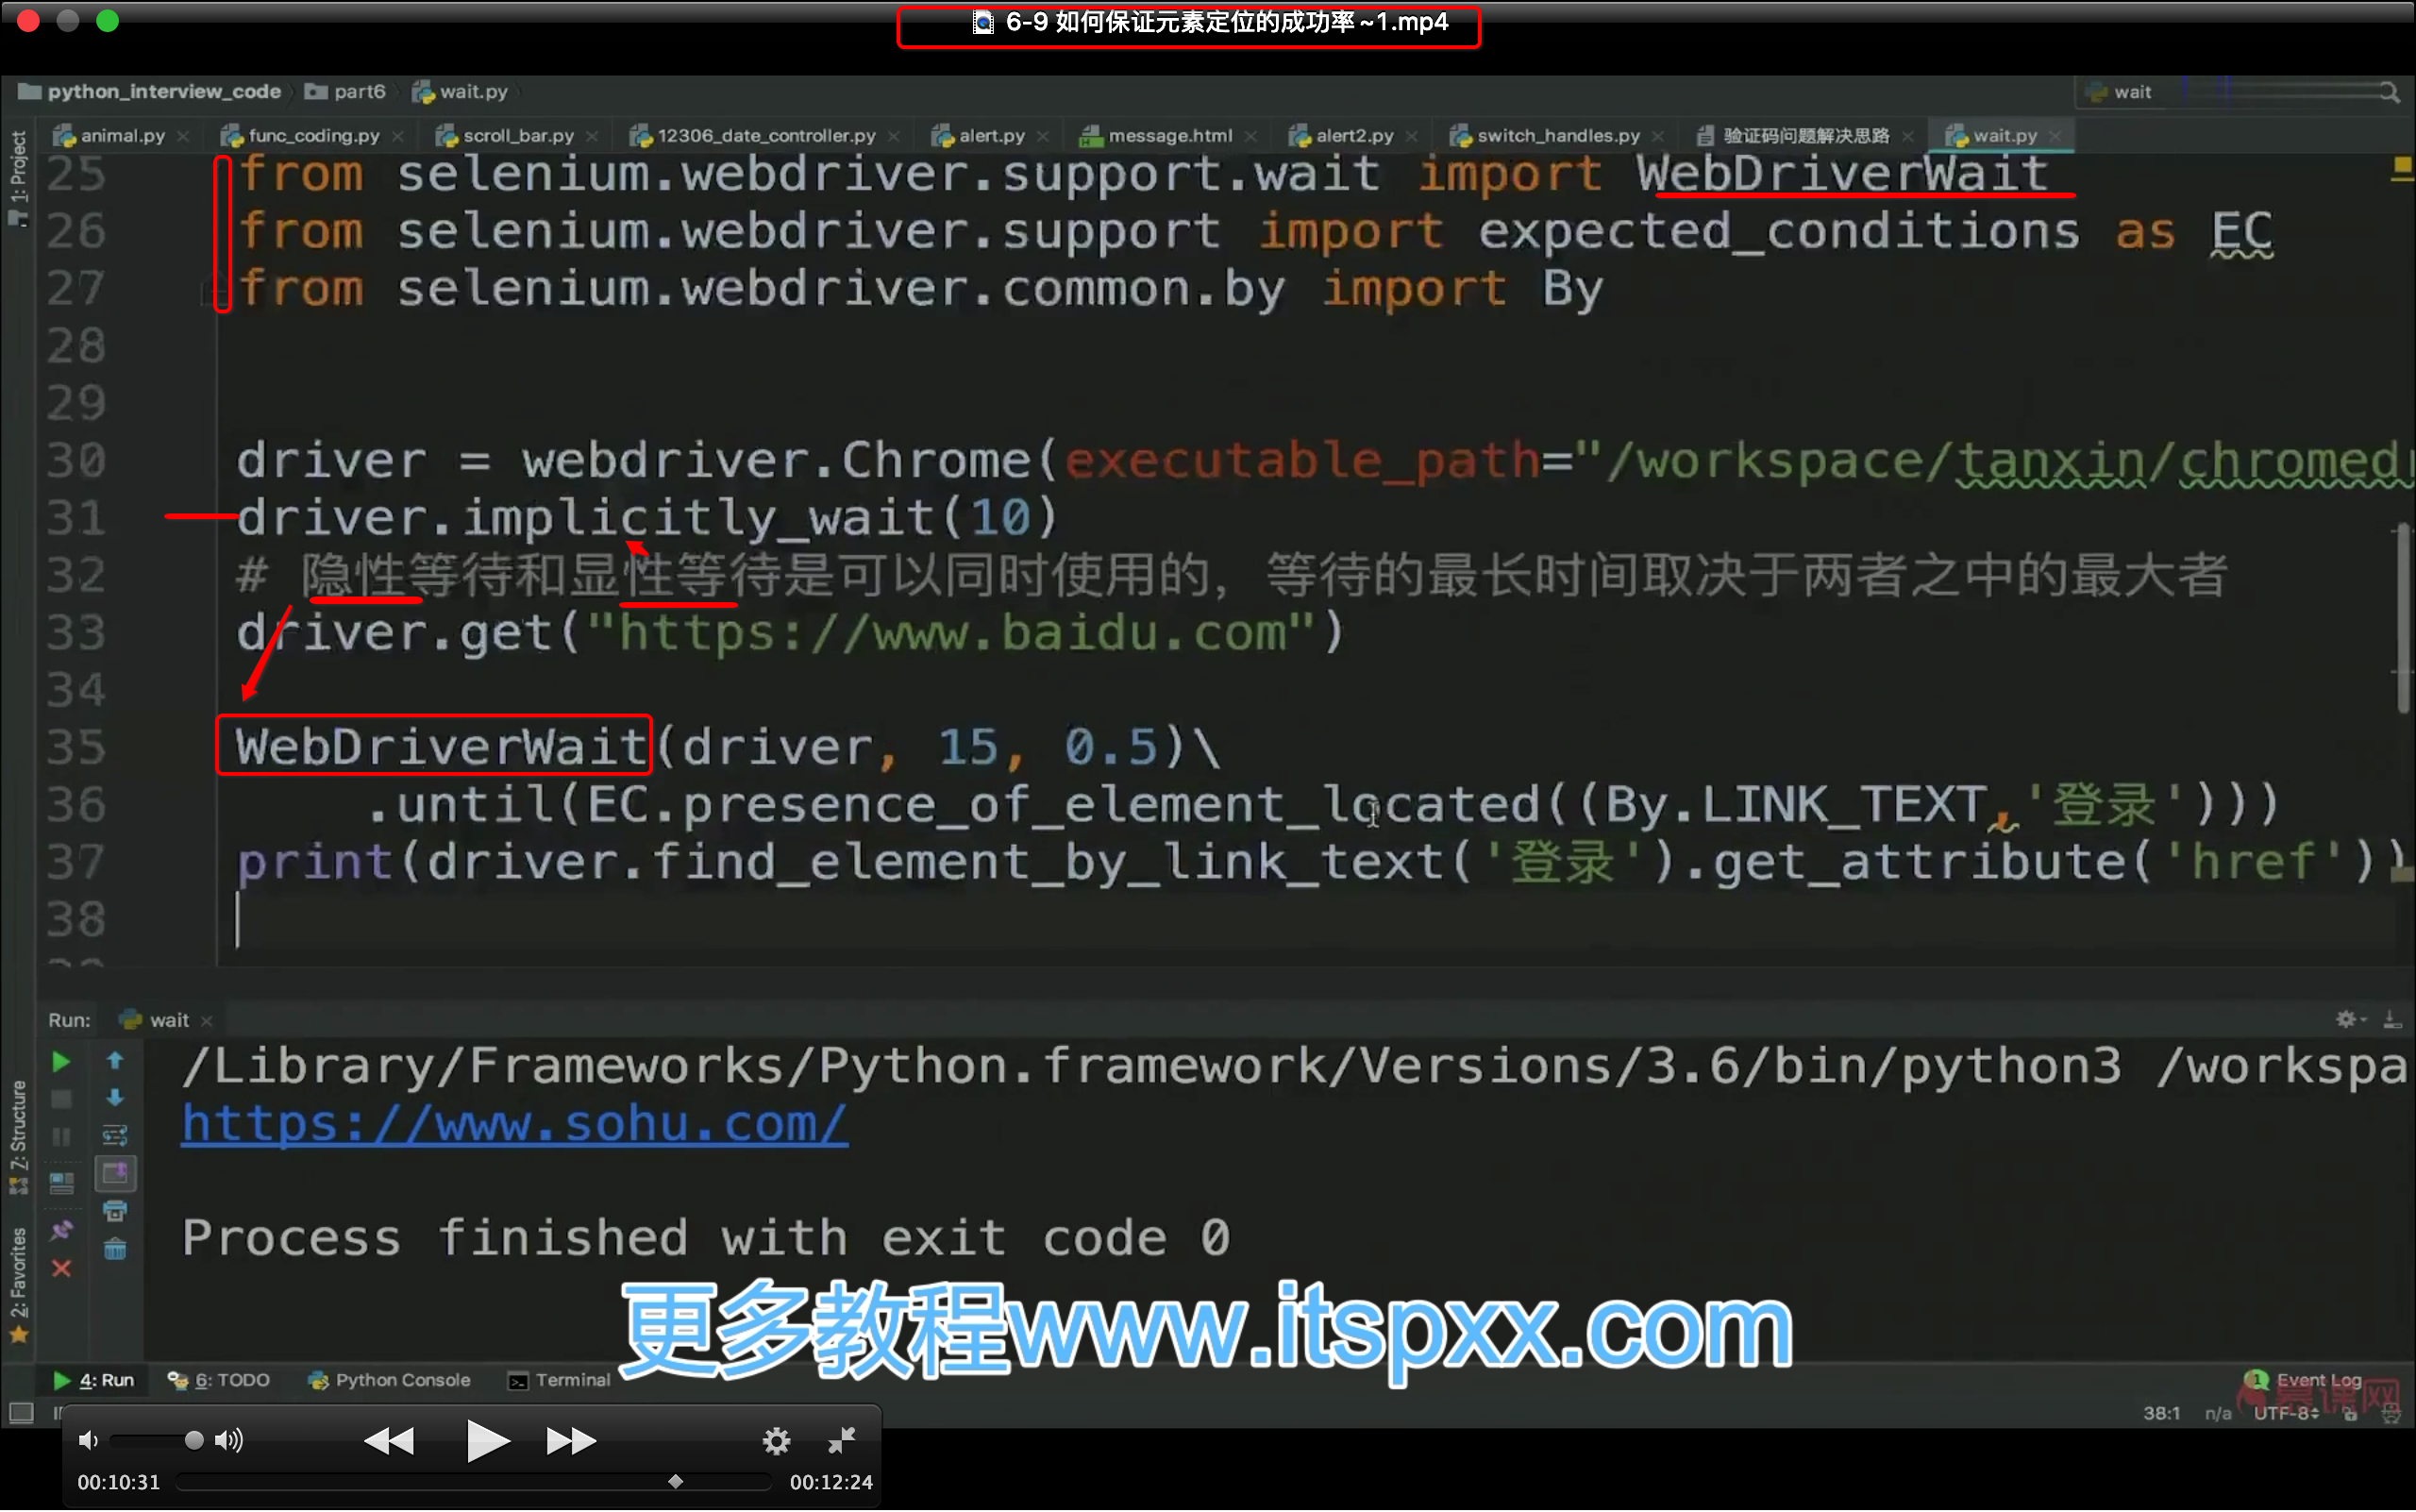 6-9 如何保证元素定位的成功率~1.mp4
python_interview_code part6 wait.py wait
animal.py func_coding.py scroll_bar.py 12306_date_controller.py alert.py message.html alert2.py switch_handles.py 验证码问题解决思路 wait.py
1: Project
25 from selenium.webdriver.support.wait import WebDriverWait
26 from selenium.webdriver.support import expected_conditions as EC
27 from selenium.webdriver.common.by import By
28
29
30 driver = webdriver.Chrome(executable_path="/workspace/tanxin/chromed
31 driver.implicitly_wait(10)
32 # 隐性等待和显性等待是可以同时使用的，等待的最长时间取决于两者之中的最大者
33 driver.get("https://www.baidu.com")
34
35 WebDriverWait(driver, 15, 0.5)\
36 .until(EC.presence_of_element_located((By.LINK_TEXT,'登录')))
37 print(driver.find_element_by_link_text('登录').get_attribute('href'))
38
Run: wait
/Library/Frameworks/Python.framework/Versions/3.6/bin/python3 /workspa
https://www.sohu.com/
Process finished with exit code 0
7: Structure
2: Favorites
更多教程www.itspxx.com
4: Run 6: TODO Python Console Terminal 1 Event Log
慕课网
38:1 n/a UTF-8
00:10:31 00:12:24